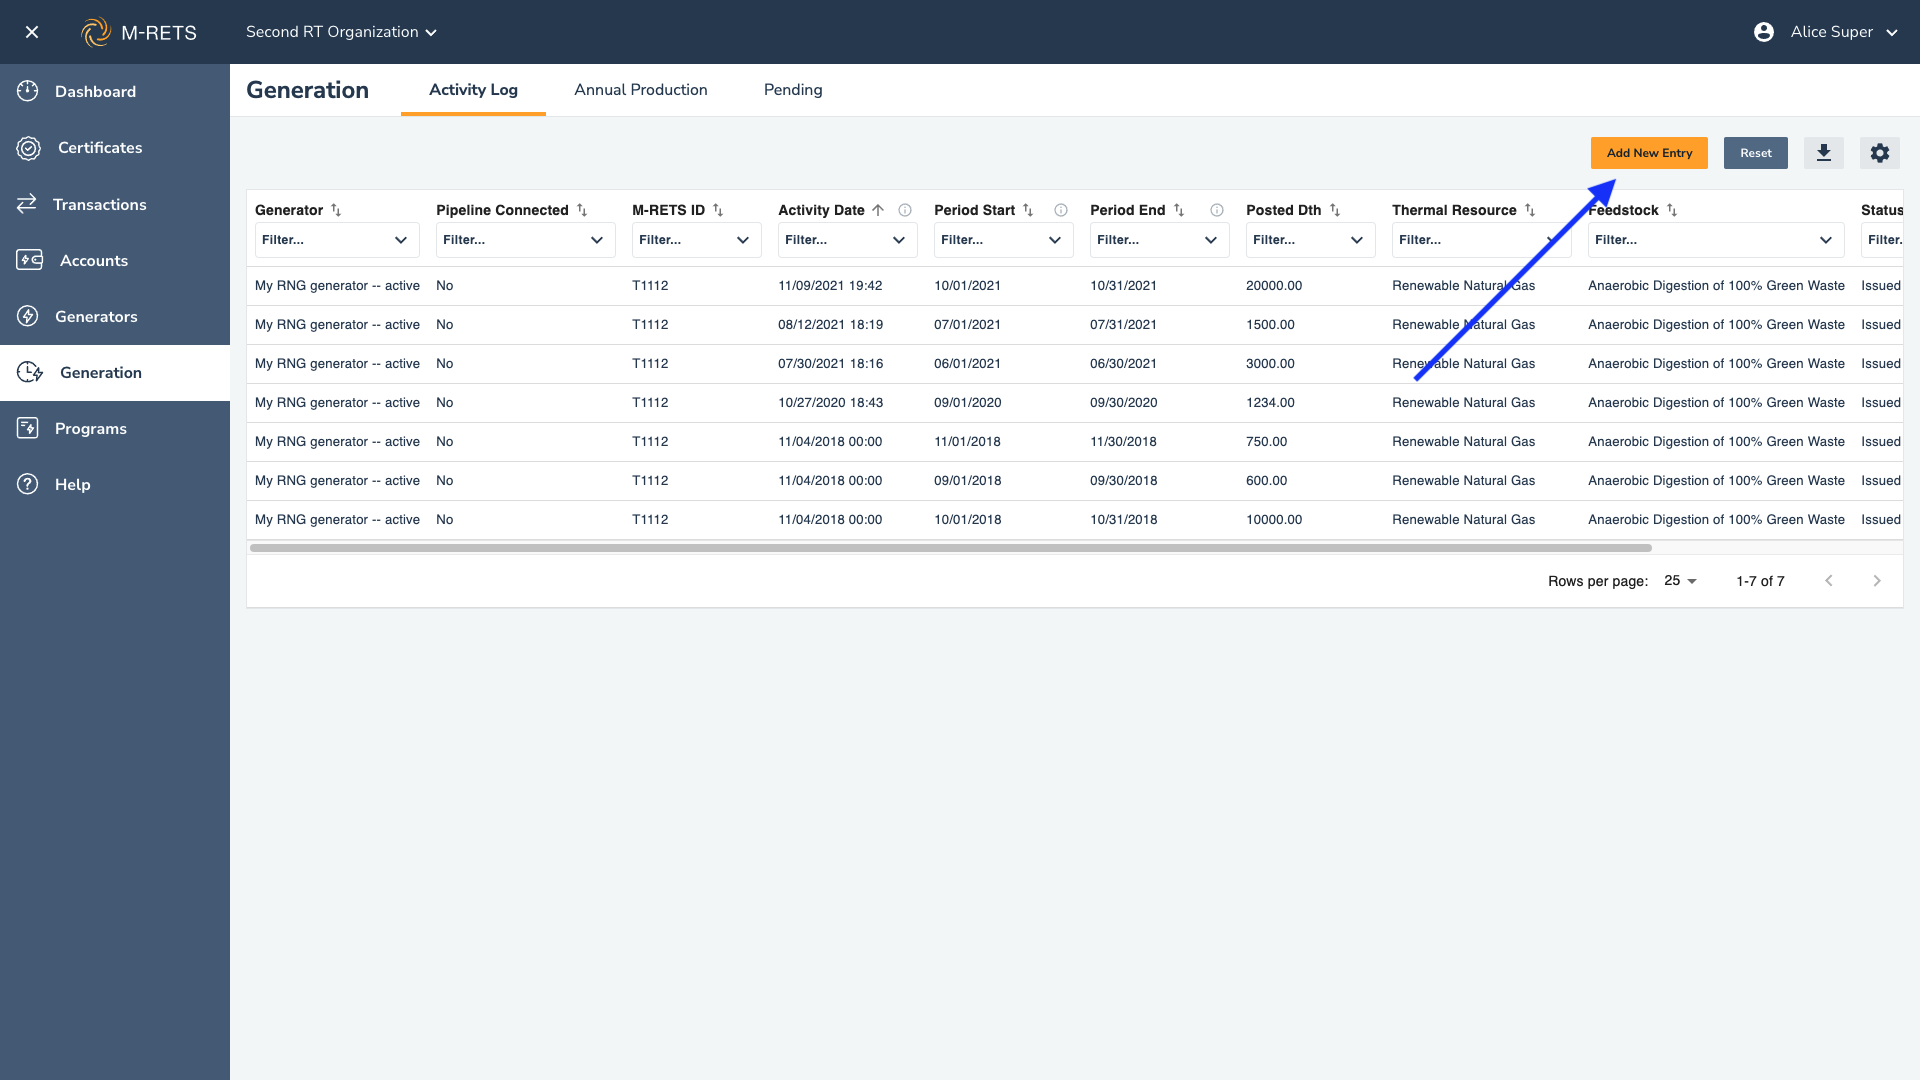 M-RETS
Second RT Organization
Alice Super
Dashboard
Certificates
Transactions
Accounts
Generators
Generation
Programs
Help
Generation
Activity Log
Annual Production
Pending
Add New Entry
Reset
Generator Pipeline Connected M-RETS ID Activity Date Period Start Period End Posted Dth Thermal Resource Feedstock Status
Filter... Filter... Filter... Filter... Filter... Filter... Filter... Filter... Filter... Filter.
My RNG generator -- active No T1112 11/09/2021 19:42 10/01/2021 10/31/2021 20000.00 Renewable Natural Gas Anaerobic Digestion of 100% Green Waste Issued
My RNG generator -- active No T1112 08/12/2021 18:19 07/01/2021 07/31/2021 1500.00 Renewable Natural Gas Anaerobic Digestion of 100% Green Waste Issued
My RNG generator -- active No T1112 07/30/2021 18:16 06/01/2021 06/30/2021 3000.00 Renewable Natural Gas Anaerobic Digestion of 100% Green Waste Issued
My RNG generator -- active No T1112 10/27/2020 18:43 09/01/2020 09/30/2020 1234.00 Renewable Natural Gas Anaerobic Digestion of 100% Green Waste Issued
My RNG generator -- active No T1112 11/04/2018 00:00 11/01/2018 11/30/2018 750.00 Renewable Natural Gas Anaerobic Digestion of 100% Green Waste Issued
My RNG generator -- active No T1112 11/04/2018 00:00 09/01/2018 09/30/2018 600.00 Renewable Natural Gas Anaerobic Digestion of 100% Green Waste Issued
My RNG generator -- active No T1112 11/04/2018 00:00 10/01/2018 10/31/2018 10000.00 Renewable Natural Gas Anaerobic Digestion of 100% Green Waste Issued
Rows per page: 25 1-7 of 7